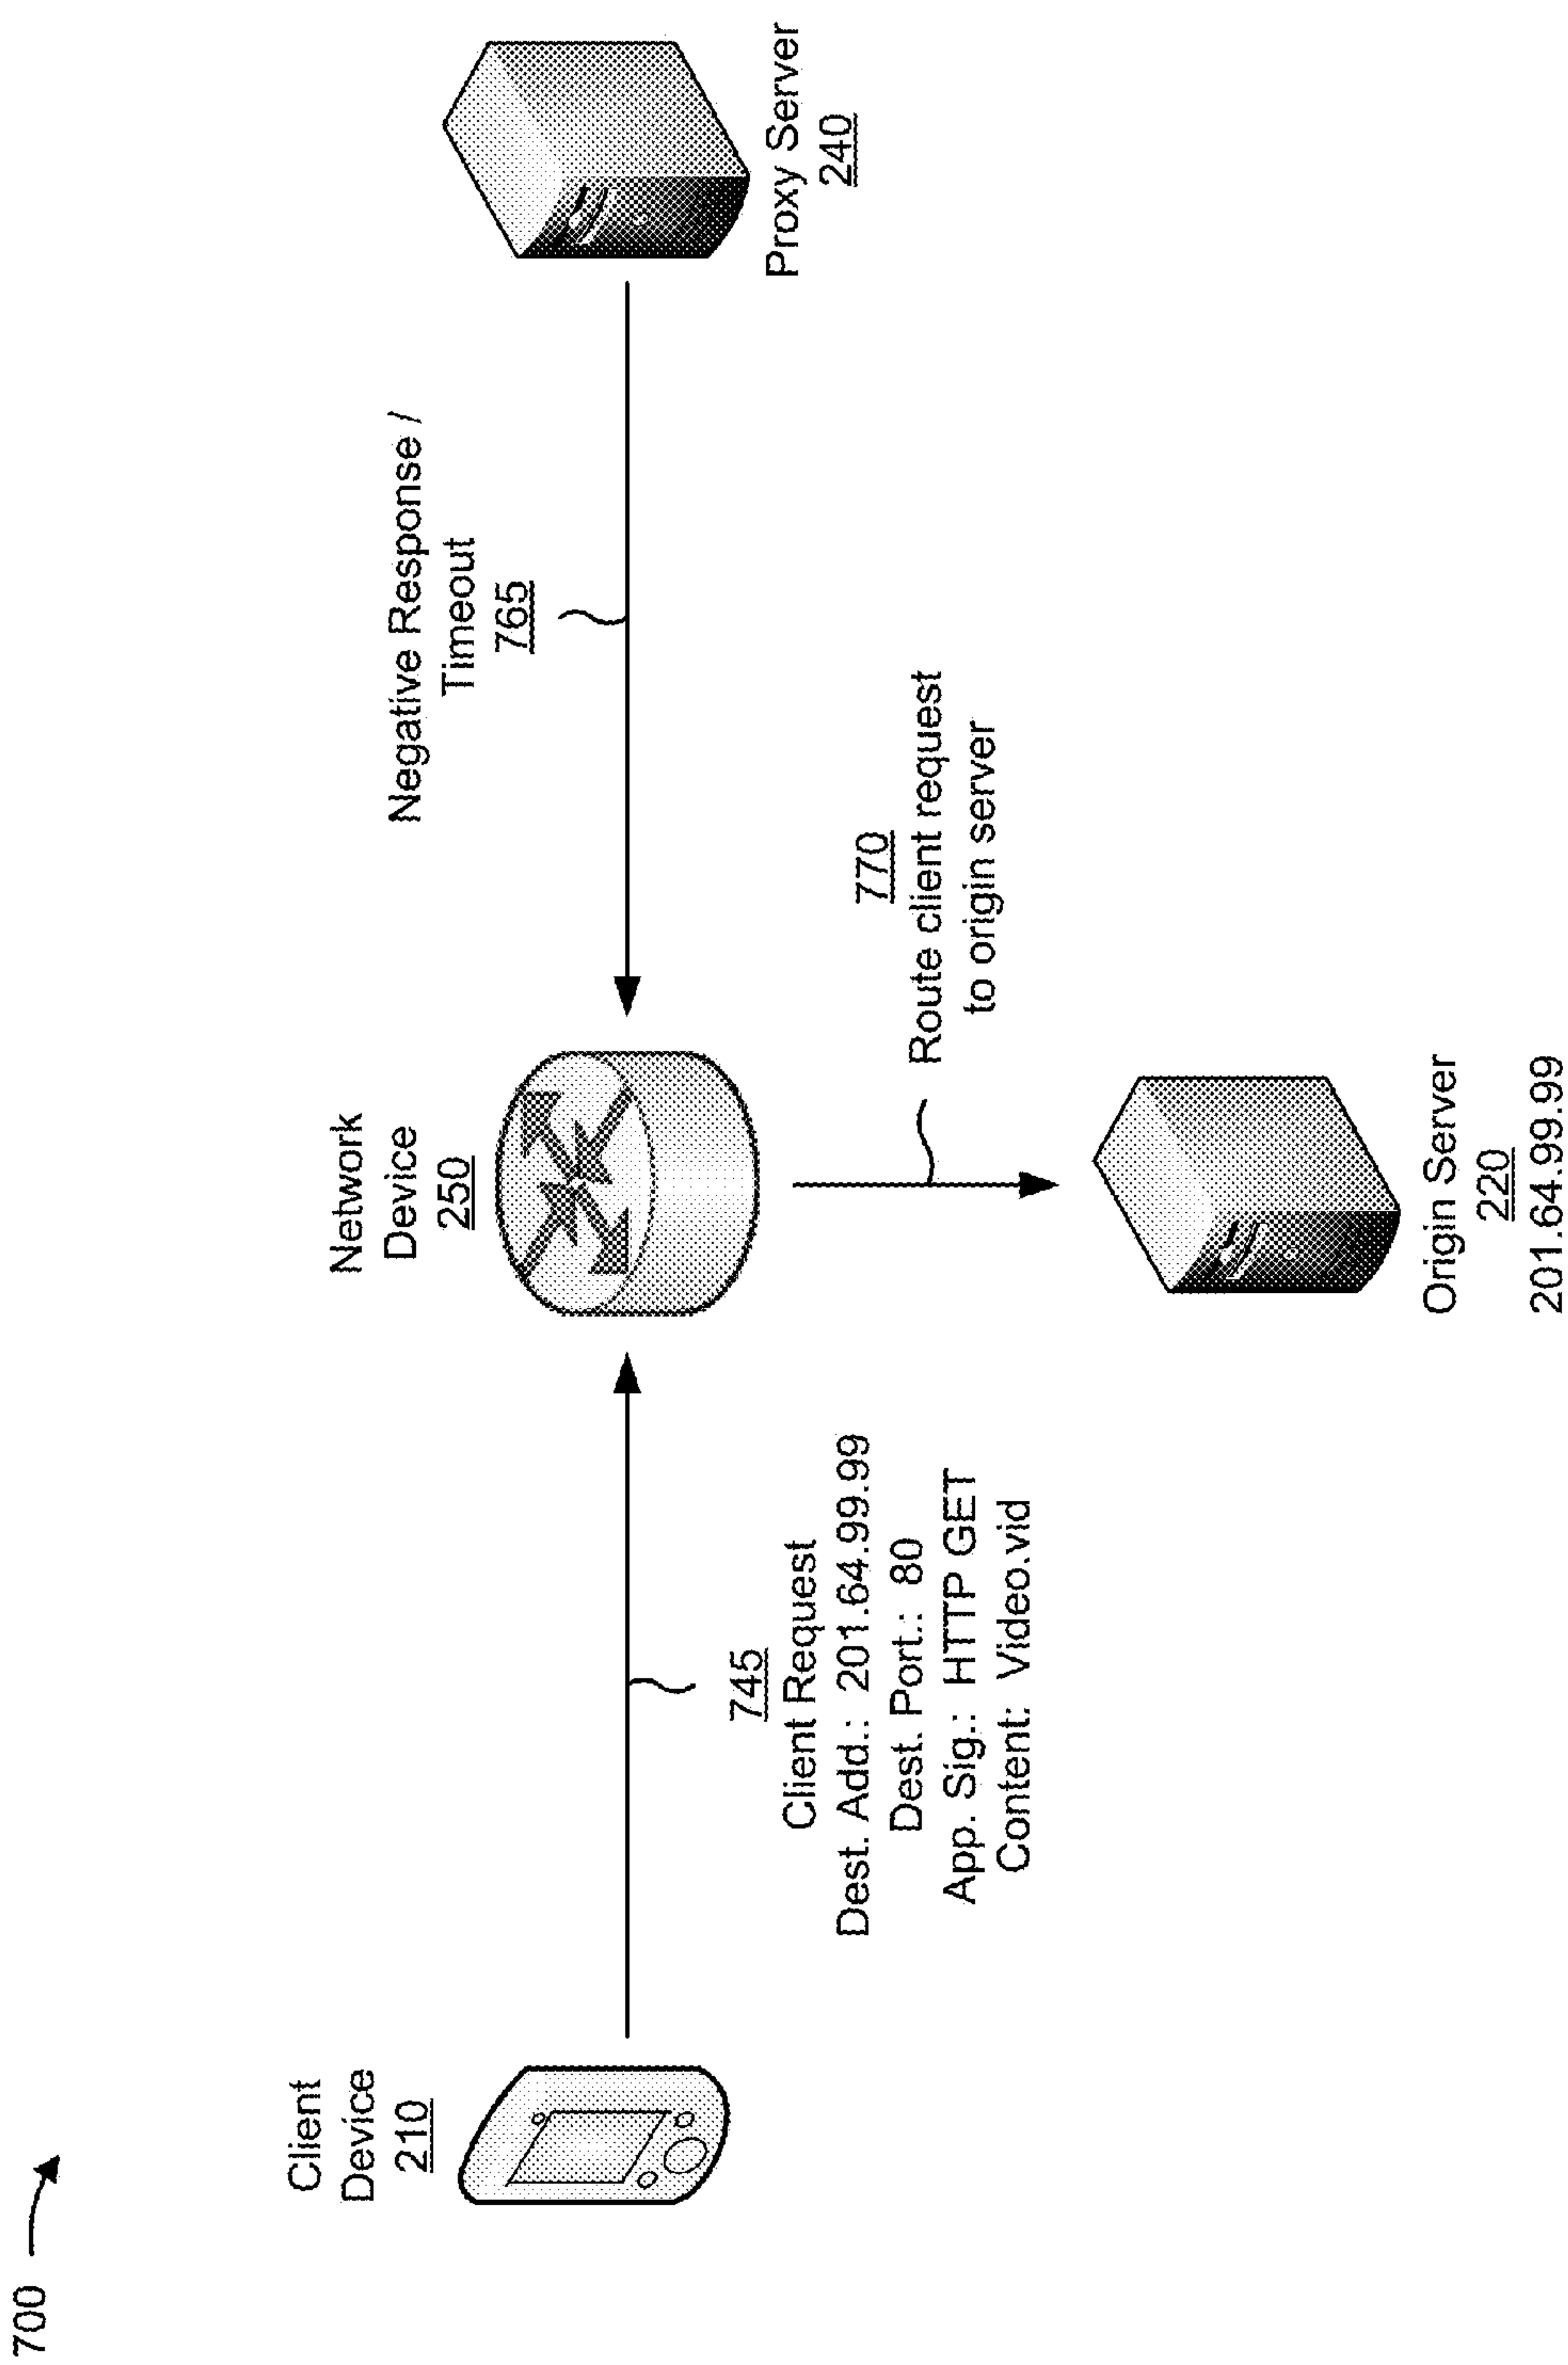 700
Client
Device
210
Network
Device
250
Negative Response /
Timeout
765
Proxy Server
240
745
Client Request
Dest. Add.: 201.64.99.99
Dest. Port.: 80
App. Sig.: HTTP GET
Content: Video.vid
770
Route client request
to origin server
Origin Server
220
201.64.99.99